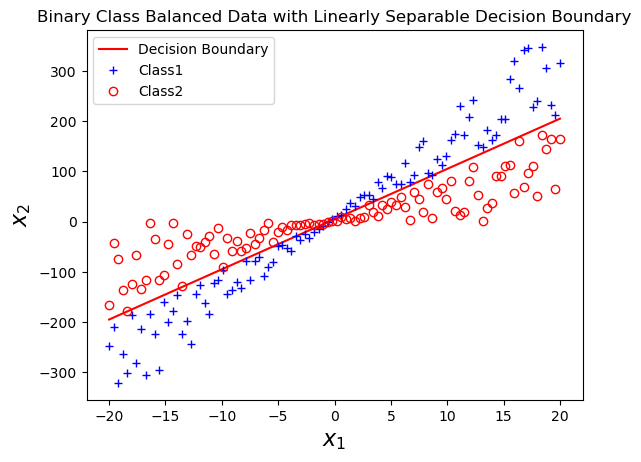 Binary Class Balanced Data with Linearly Separable Decision Boundary
Decision Boundary
Class1
Class2
300
200
100
0
−100
−200
−300
x₂
−20 −15 −10 −5 0 5 10 15 20
x₁